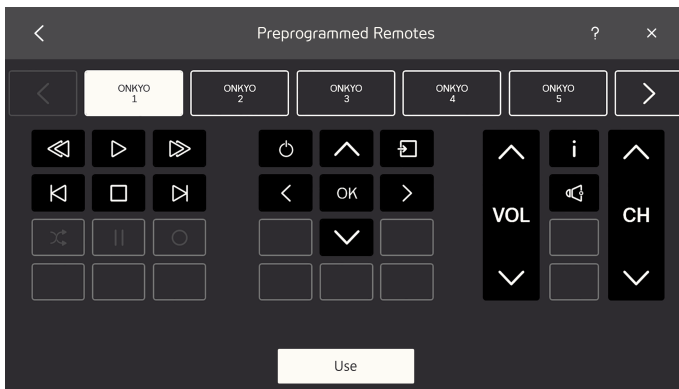 Preprogrammed Remotes ?
ONKYO
1
ONKYO
2
ONKYO
3
ONKYO
4
ONKYO
5
i
OK
VOL
CH
Use